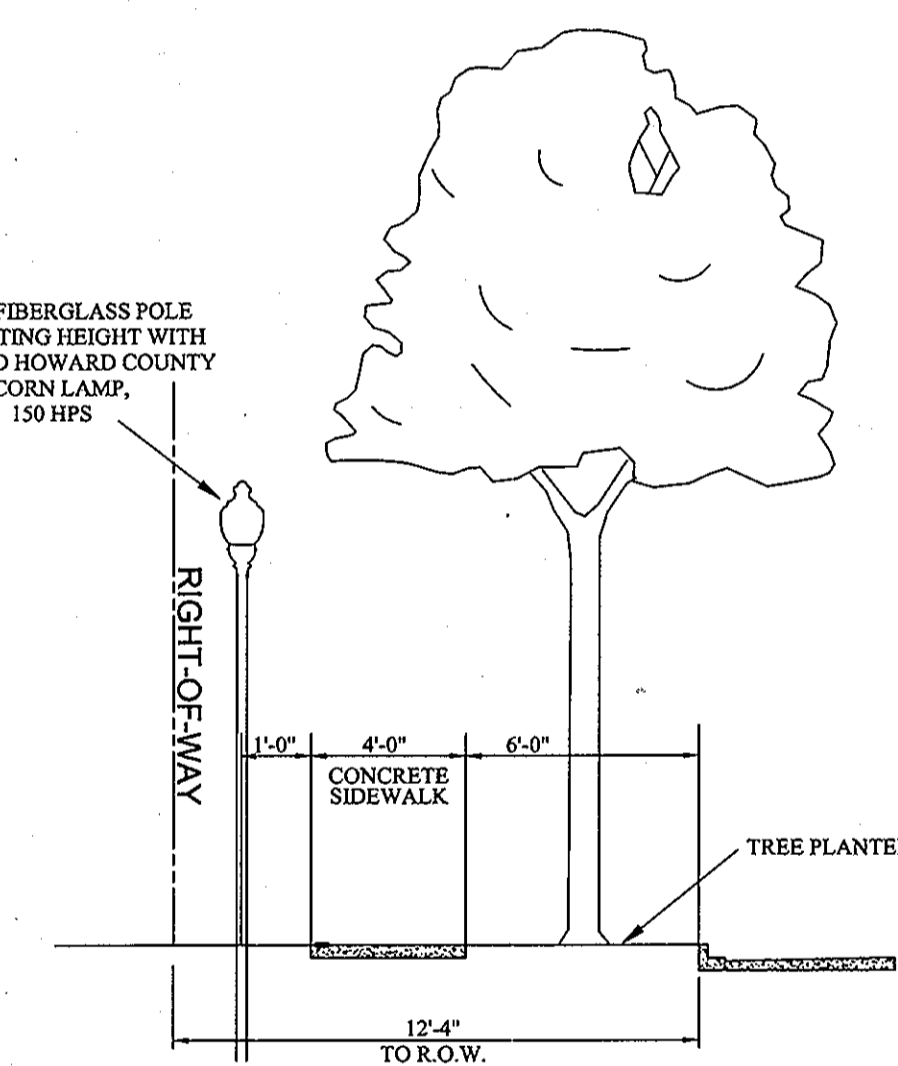 FIBERGLASS POLE
TING HEIGHT WITH
D HOWARD COUNTY
CORN LAMP,
150 HPS
RIGHT-OF-WAY
1'-0"
4'-0"
6'-0"
CONCRETE
SIDEWALK
TREE PLANTE
12'-4"
TO R.O.W.